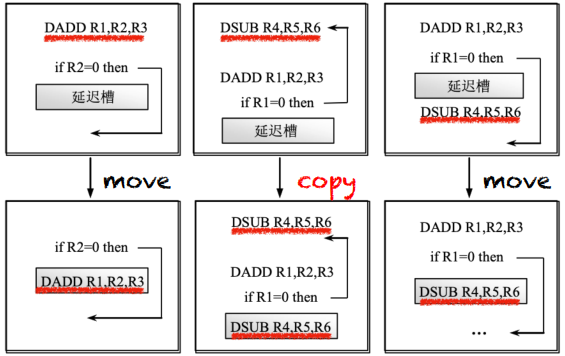 DADD R1,R2,R3
if R2=0 then
延迟槽
DSUB R4,R5,R6
DADD R1,R2,R3
if R1=0 then
延迟槽
DADD R1,R2,R3
if R1=0 then
延迟槽
DSUB R4,R5,R6
move
copy
move
if R2=0 then
DADD R1,R2,R3
DSUB R4,R5,R6
DADD R1,R2,R3
if R1=0 then
DSUB R4,R5,R6
DADD R1,R2,R3
if R1=0 then
DSUB R4,R5,R6
...